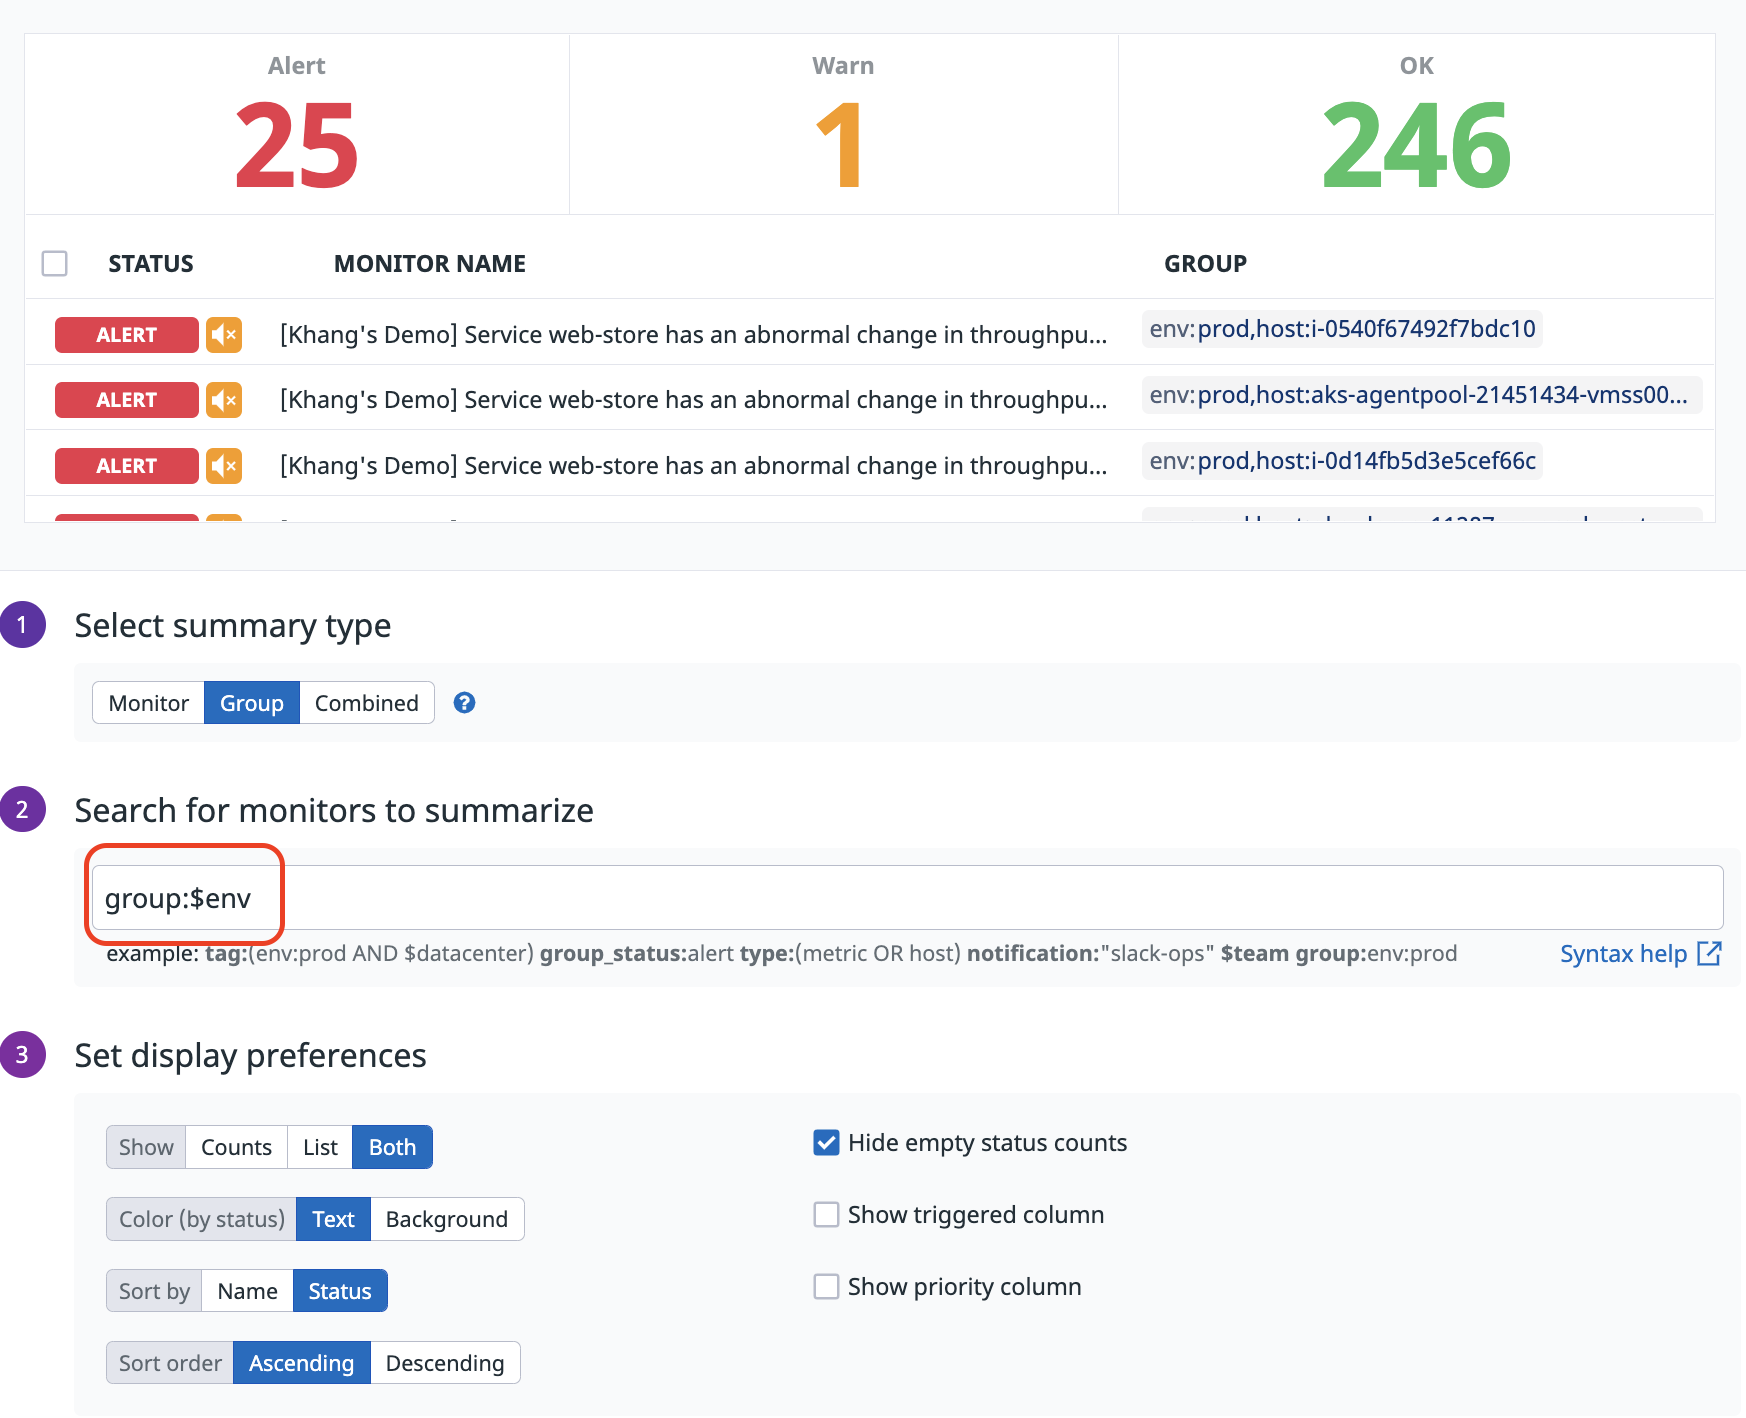 Alert Warn OK
25 1 246
STATUS MONITOR NAME GROUP
ALERT [Khang's Demo] Service web-store has an abnormal change in throughpu... env:prod,host:i-0540f67492f7bdc10
ALERT [Khang's Demo] Service web-store has an abnormal change in throughpu... env:prod,host:aks-agentpool-21451434-vmss00...
ALERT [Khang's Demo] Service web-store has an abnormal change in throughpu... env:prod,host:i-0d14fb5d3e5cef66c
1 Select summary type
Monitor Group Combined ?
2 Search for monitors to summarize
group:$env
example: tag:(env:prod AND $datacenter) group_status:alert type:(metric OR host) notification:"slack-ops" $team group:env:prod Syntax help
3 Set display preferences
Show Counts List Both Hide empty status counts
Color (by status) Text Background Show triggered column
Sort by Name Status Show priority column
Sort order Ascending Descending